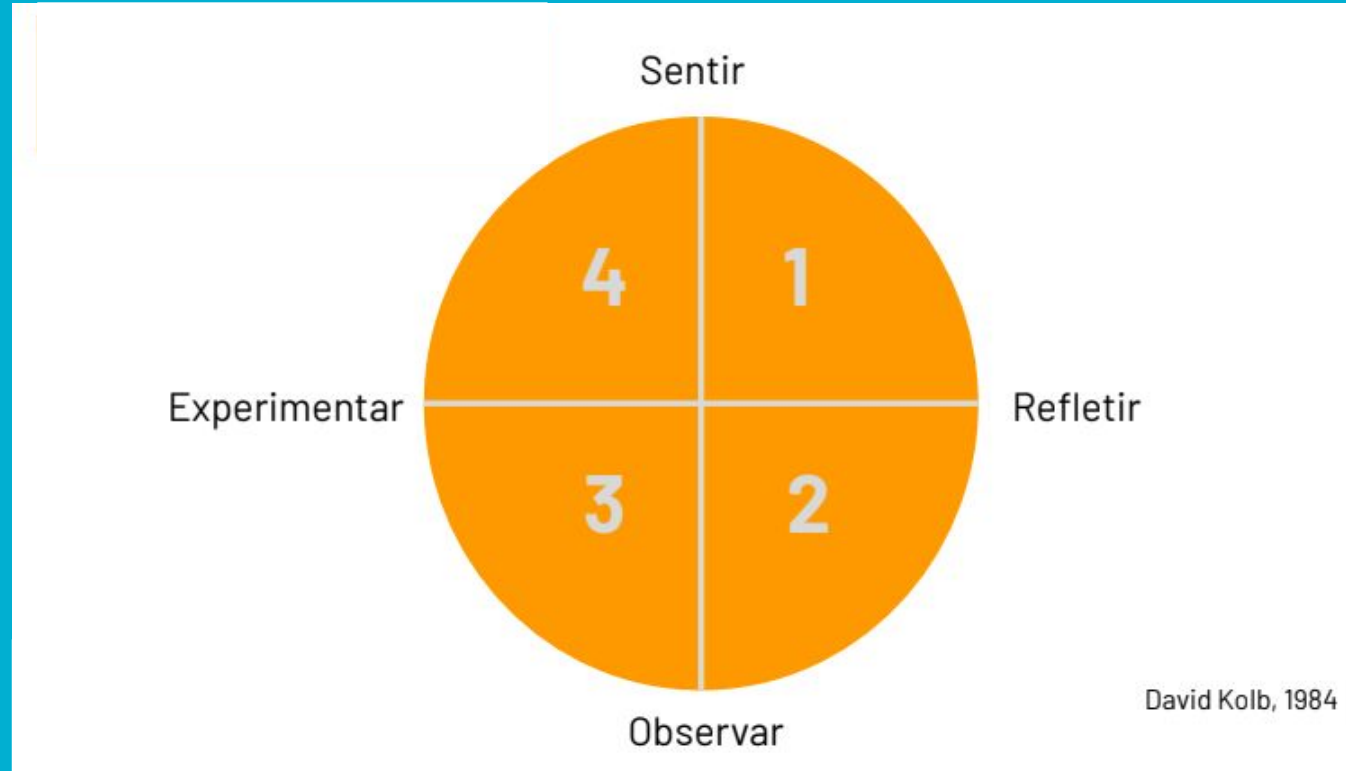 Sentir
4
1
Experimentar
Refletir
3
2
David Kolb, 1984
Observar